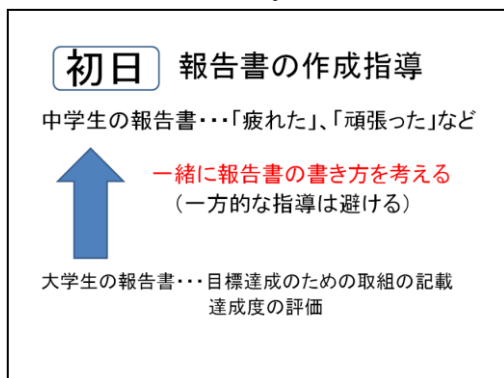 初日 報告書の作成指導
中学生の報告書・・・「疲れた」、「頑張った」など
一緒に報告書の書き方を考える
（一方的な指導は避ける）
大学生の報告書・・・目標達成のための取組の記載
達成度の評価